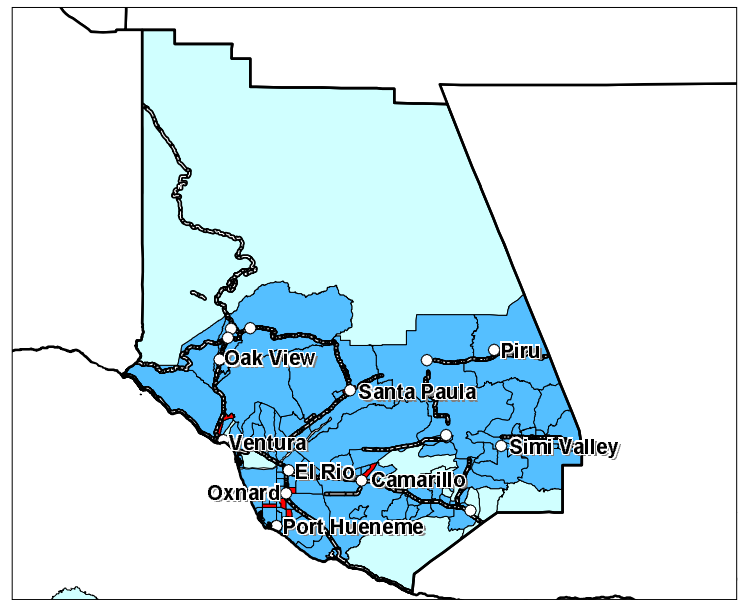 Piru
Oak View
Santa Paula
Ventura
Simi Valley
El Rio
Camarillo
Oxnard
Port Hueneme